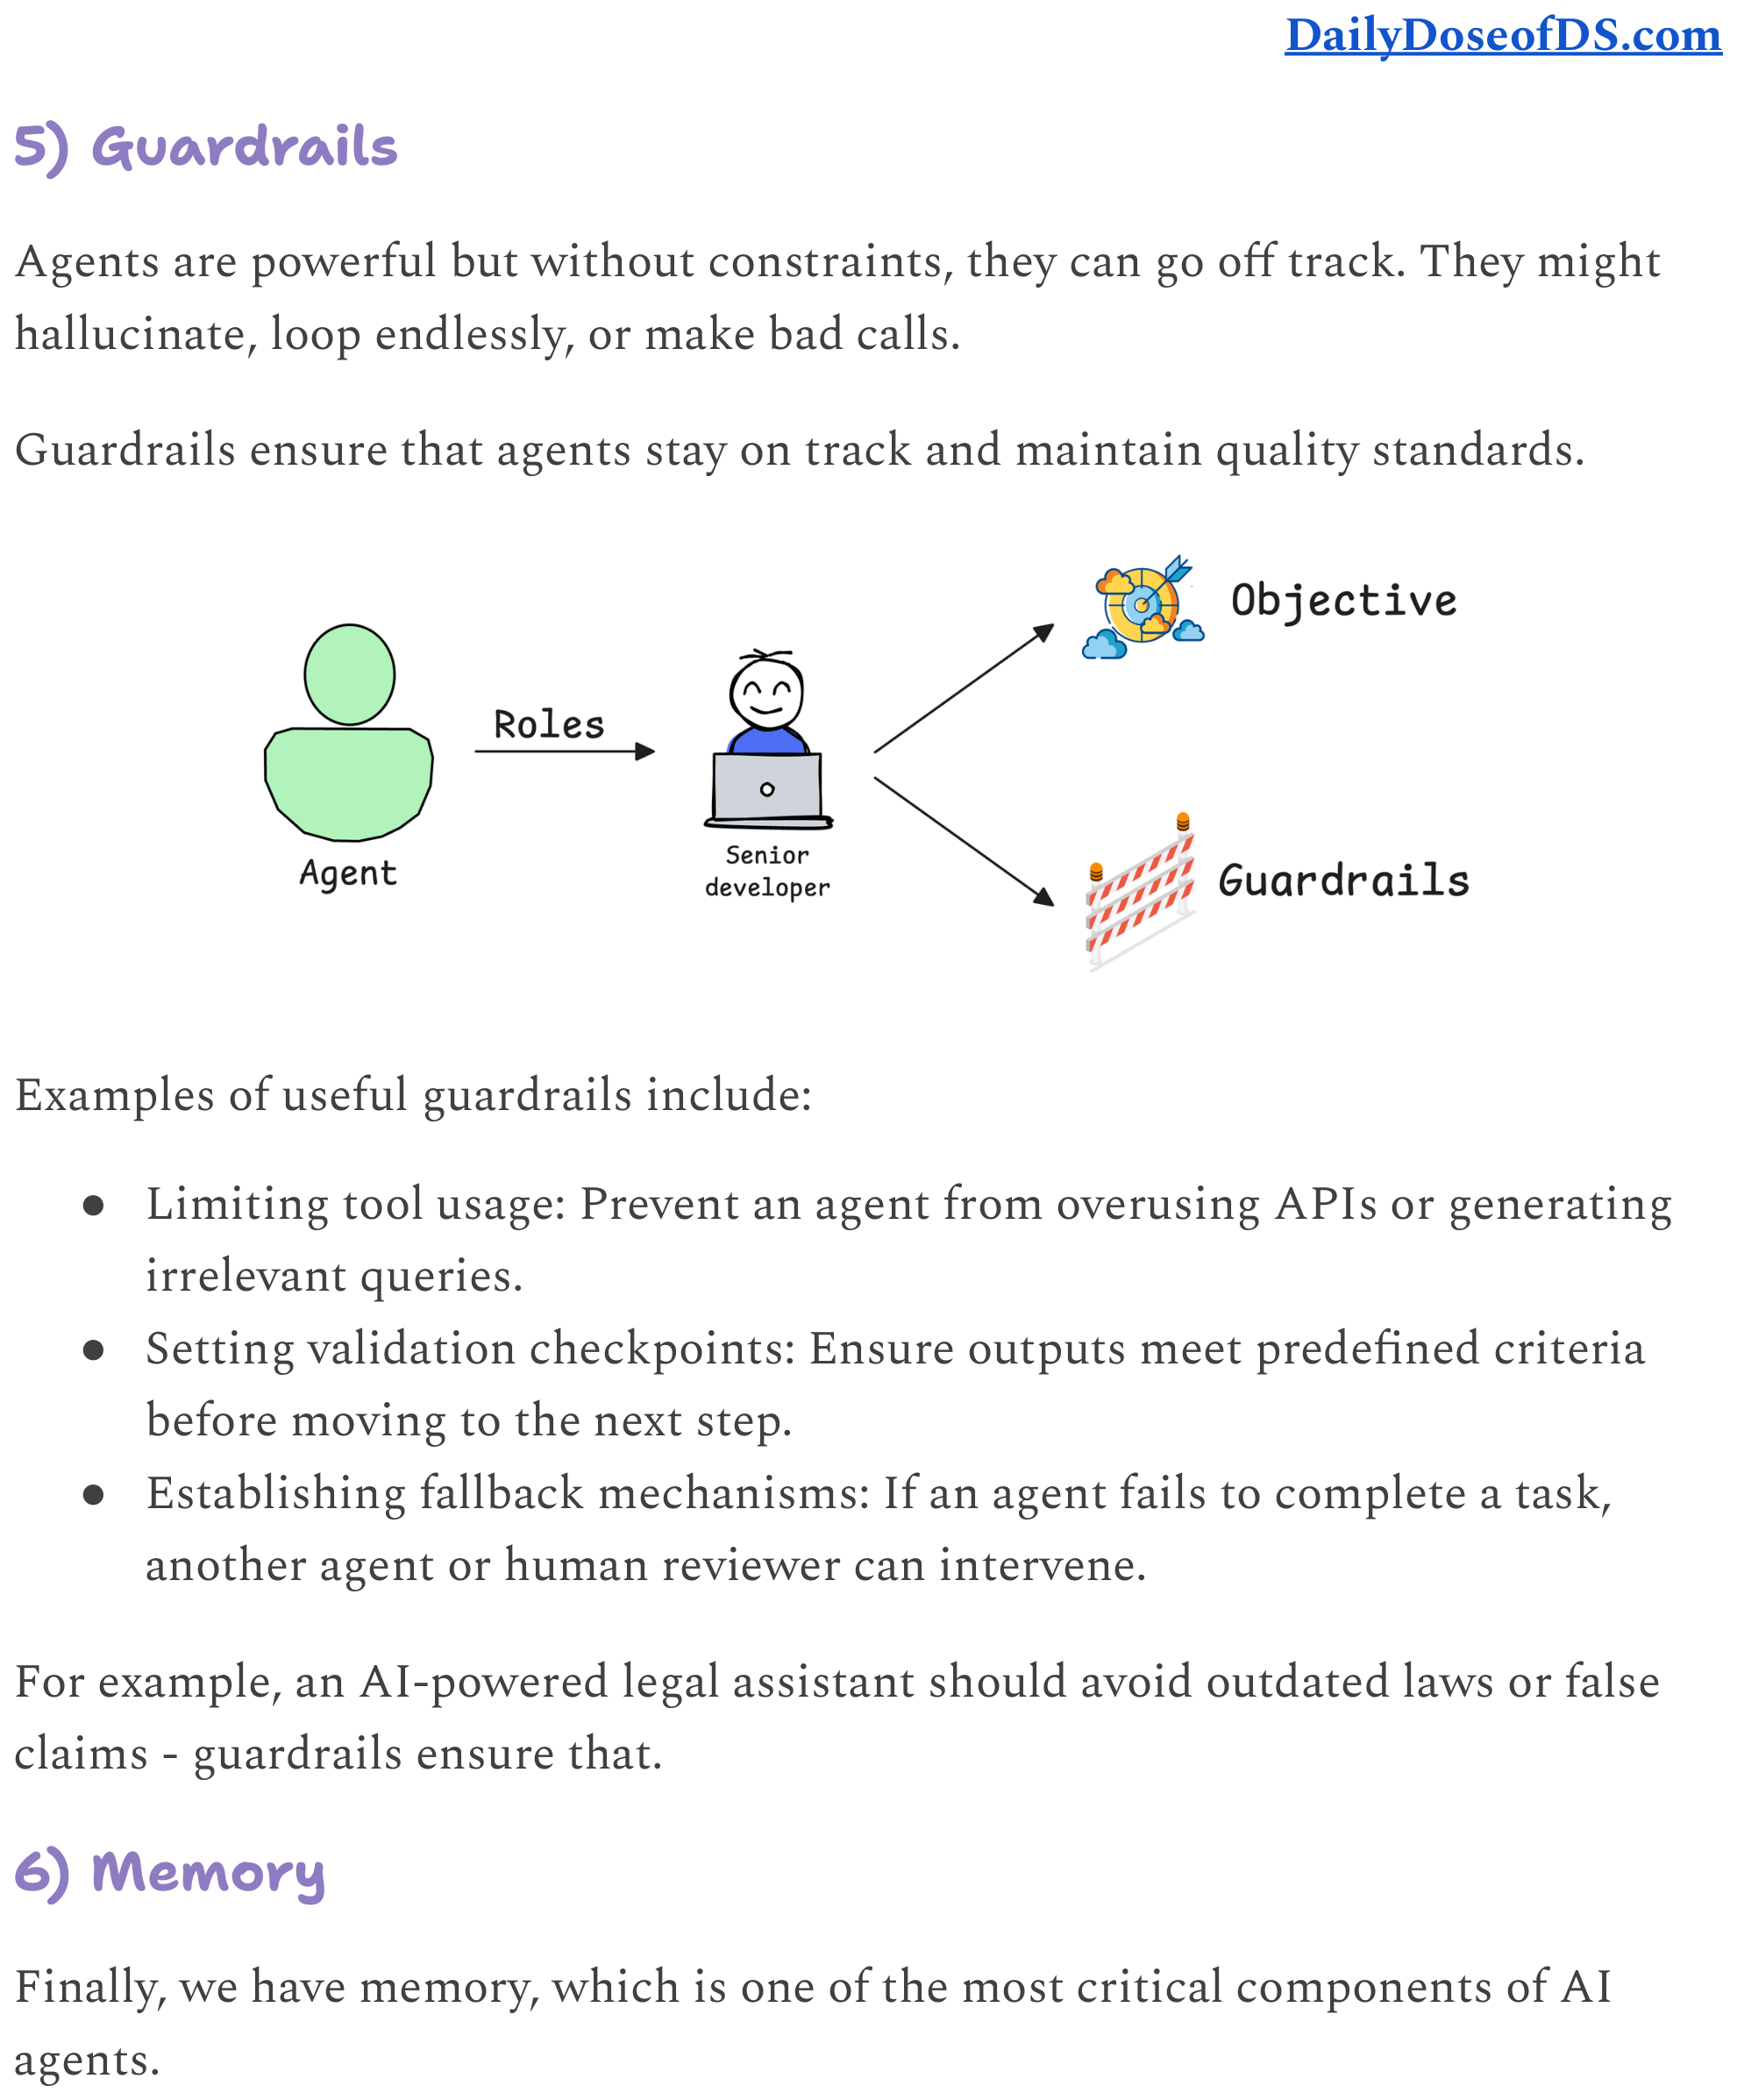 DailyDoseofDS.com
5) Guardrails
Agents are powerful but without constraints, they can go off track. They might
hallucinate, loop endlessly, or make bad calls.
Guardrails ensure that agents stay on track and maintain quality standards.
Objective
Roles
Agent
Senior
developer
Guardrails
Examples of useful guardrails include:
● Limiting tool usage: Prevent an agent from overusing APIs or generating
irrelevant queries.
● Setting validation checkpoints: Ensure outputs meet predefined criteria
before moving to the next step.
● Establishing fallback mechanisms: If an agent fails to complete a task,
another agent or human reviewer can intervene.
For example, an AI-powered legal assistant should avoid outdated laws or false
claims - guardrails ensure that.
6) Memory
Finally, we have memory, which is one of the most critical components of AI
agents.